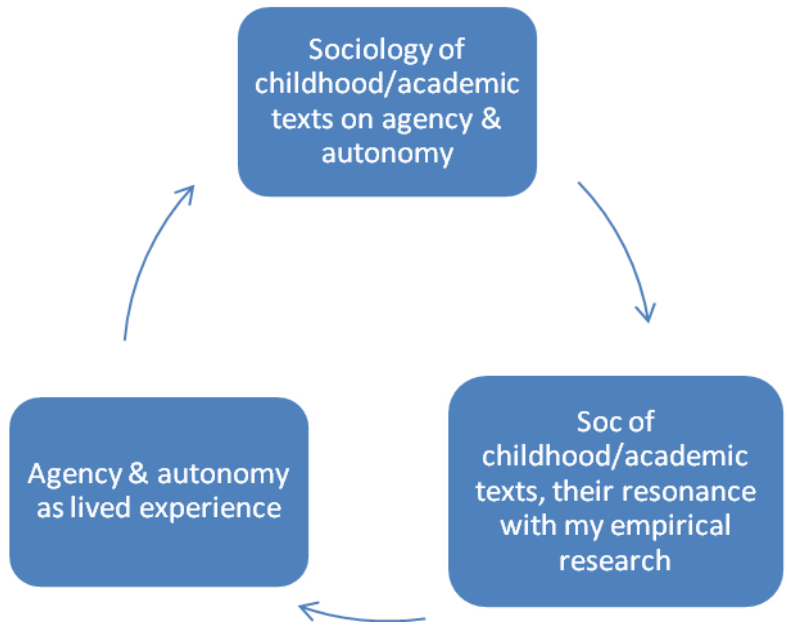 Sociology of
childhood/academic
texts on agency &
autonomy
Soc of
childhood/academic
texts, their resonance
with my empirical
research
Agency & autonomy
as lived experience